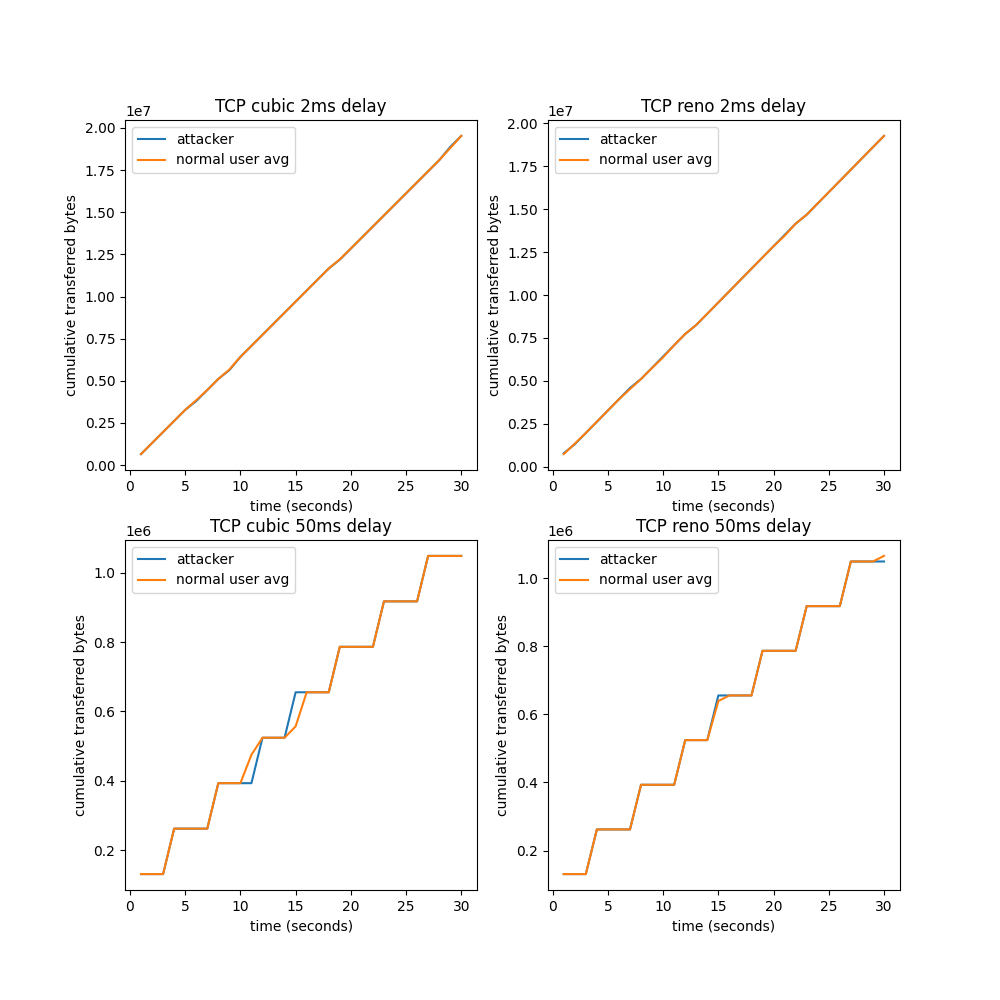 TCP cubic 2ms delay
1e7
attacker
normal user avg
cumulative transferred bytes
2.00
1.75
1.50
1.25
1.00
0.75
0.50
0.25
0.00
0 5 10 15 20 25 30
time (seconds)
TCP reno 2ms delay
1e7
attacker
normal user avg
cumulative transferred bytes
2.00
1.75
1.50
1.25
1.00
0.75
0.50
0.25
0.00
0 5 10 15 20 25 30
time (seconds)
TCP cubic 50ms delay
1e6
attacker
normal user avg
cumulative transferred bytes
1.0
0.8
0.6
0.4
0.2
0 5 10 15 20 25 30
time (seconds)
TCP reno 50ms delay
1e6
attacker
normal user avg
cumulative transferred bytes
1.0
0.8
0.6
0.4
0.2
0 5 10 15 20 25 30
time (seconds)